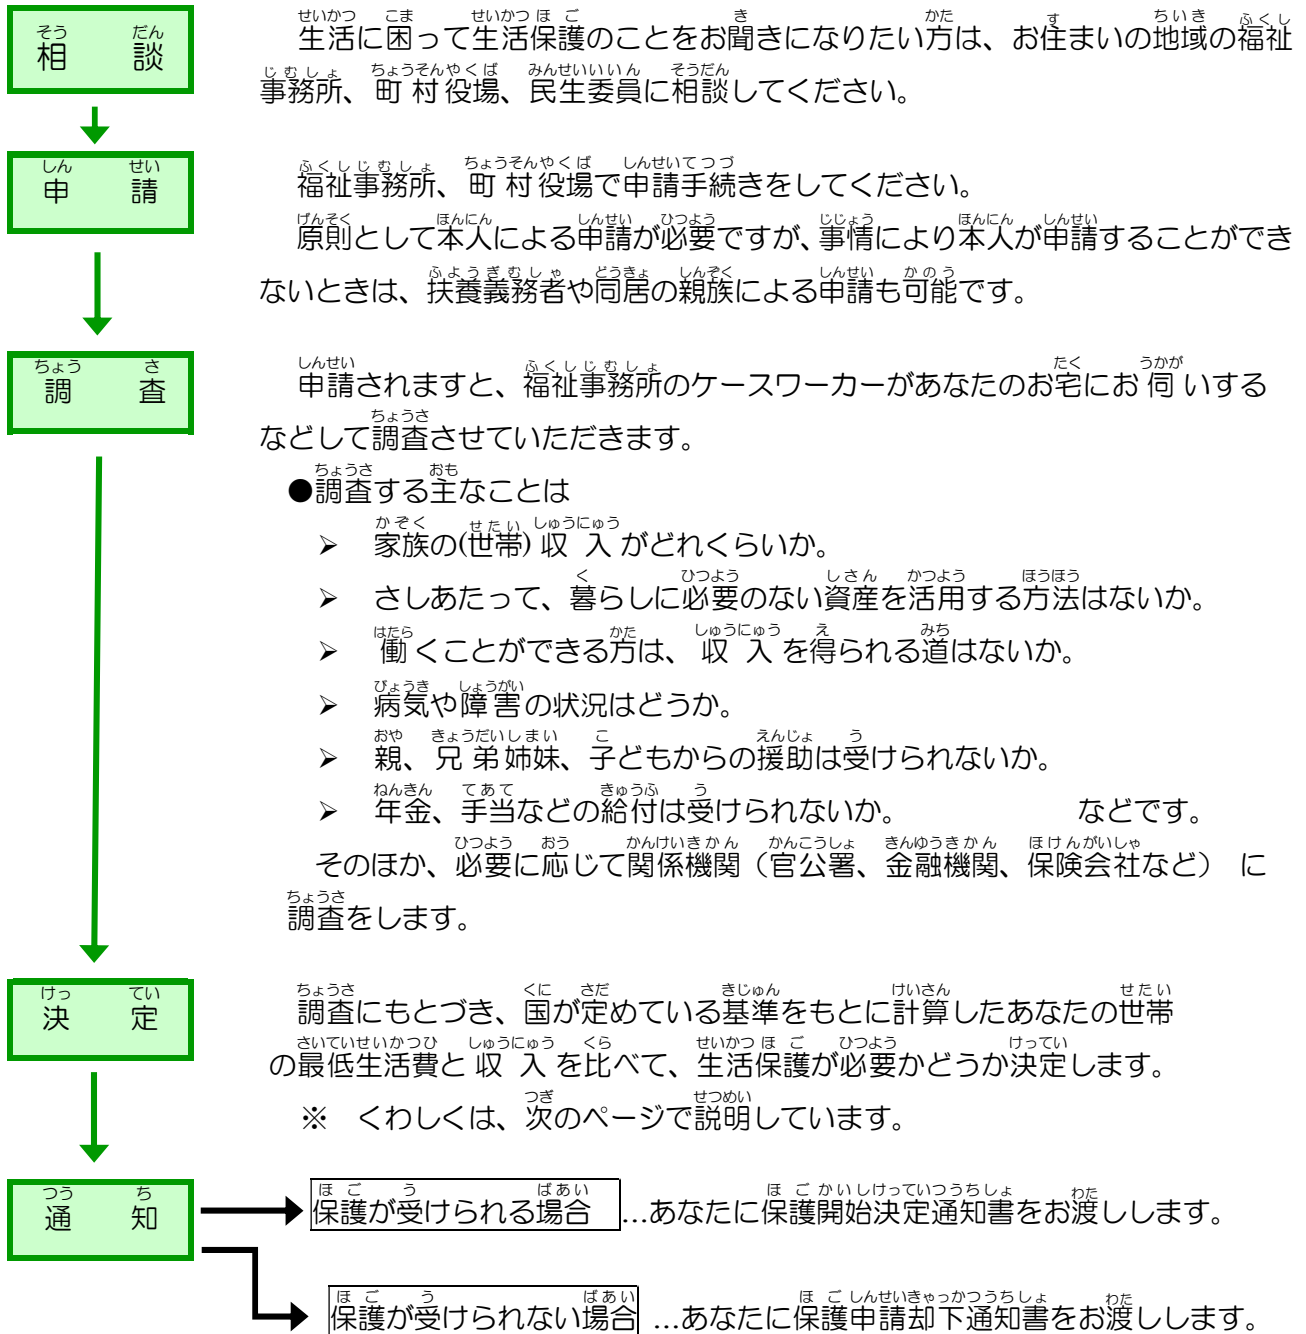 相談
生活に困って生活保護のことをお聞きになりたい方は、お住まいの地域の福祉
事務所、町村役場、民生委員に相談してください。
申請
福祉事務所、町村役場で申請手続きをしてください。
原則として本人による申請が必要ですが、事情により本人が申請することができ
ないときは、扶養義務者や同居の親族による申請も可能です。
調査
申請されますと、福祉事務所のケースワーカーがあなたのお宅にお伺いする
などして調査させていただきます。
●調査する主なことは
➢ 家族の(世帯)収入がどれくらいか。
➢ さしあたって、暮らしに必要のない資産を活用する方法はないか。
➢ 働くことができる方は、収入を得られる道はないか。
➢ 病気や障害の状況はどうか。
➢ 親、兄弟姉妹、子どもからの援助は受けられないか。
➢ 年金、手当などの給付は受けられないか。 などです。
そのほか、必要に応じて関係機関（官公署、金融機関、保険会社など） に
調査をします。
決定
調査にもとづき、国が定めている基準をもとに計算したあなたの世帯
の最低生活費と収入を比べて、生活保護が必要かどうか決定します。
※ くわしくは、次のページで説明しています。
通知
保護が受けられる場合 …あなたに保護開始決定通知書をお渡しします。
保護が受けられない場合 …あなたに保護申請却下通知書をお渡しします。